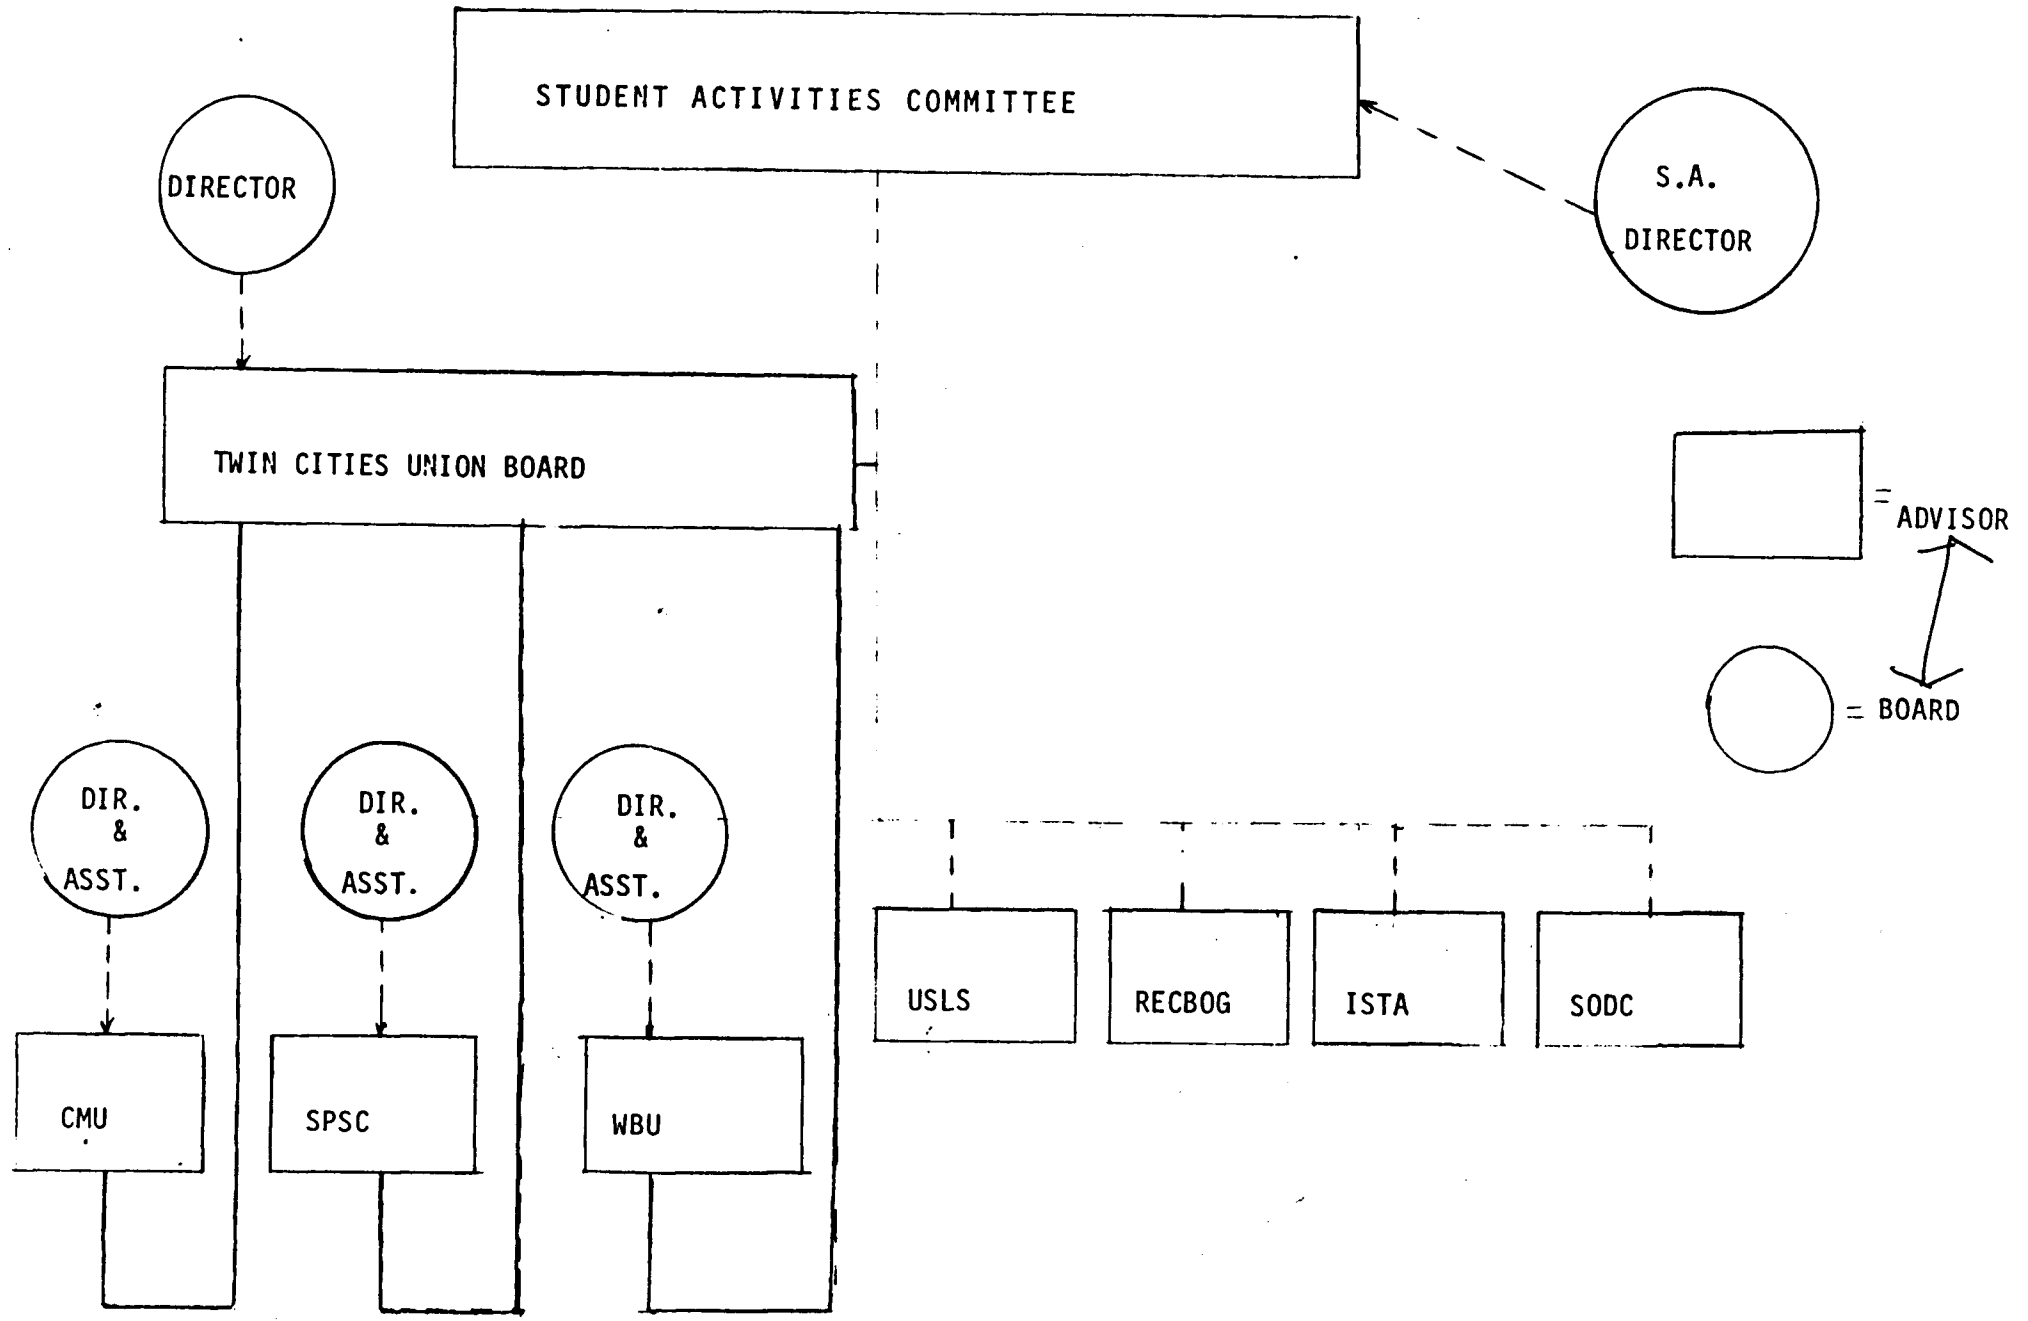 STUDENT ACTIVITIES COMMITTEE
DIRECTOR
S.A.
DIRECTOR
TWIN CITIES UNION BOARD
= ADVISOR
= BOARD
DIR.
&
ASST.
DIR.
&
ASST.
DIR.
&
ASST.
USLS
RECBOG
ISTA
SODC
CMU
SPSC
WBU